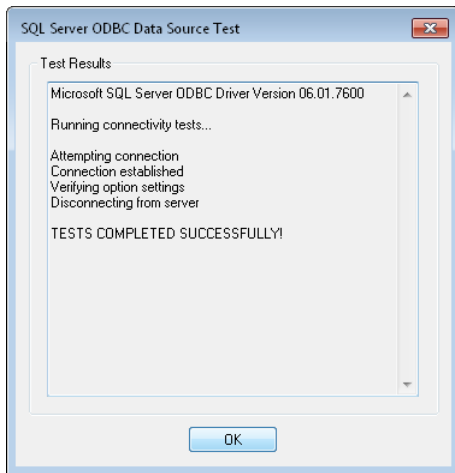 SQL Server ODBC Data Source Test
Test Results
Microsoft SQL Server ODBC Driver Version 06.01.7600
Running connectivity tests...
Attempting connection
Connection established
Verifying option settings
Disconnecting from server
TESTS COMPLETED SUCCESSFULLY!
OK